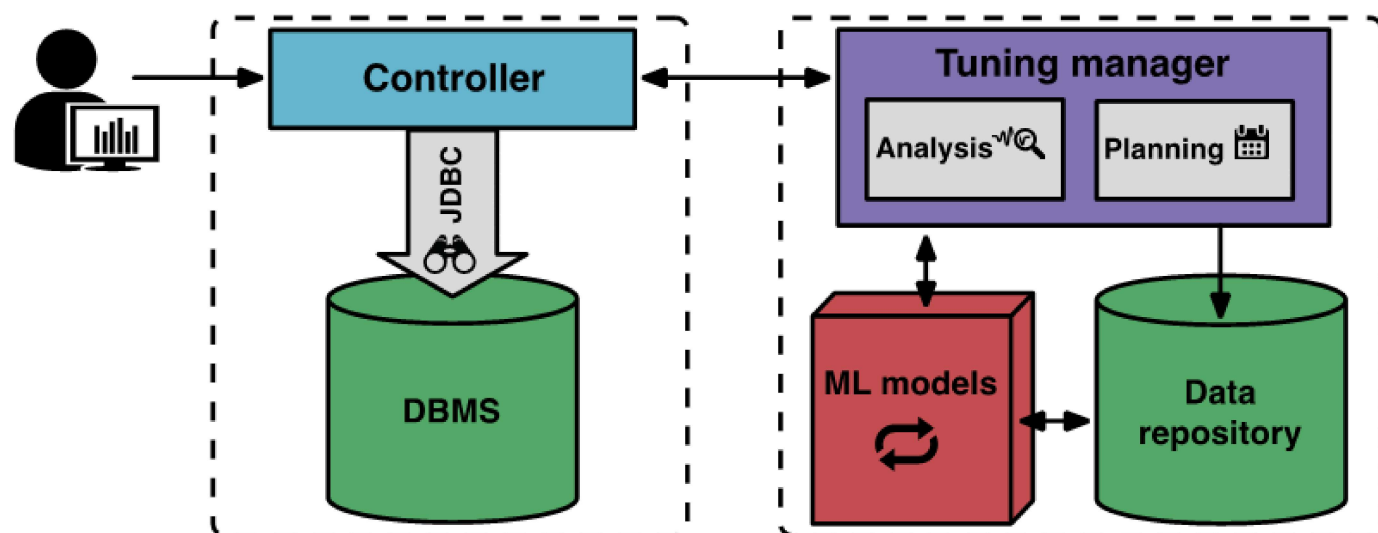 Controller
JDBC
DBMS
Tuning manager
Analysis
Planning
ML models
Data
repository